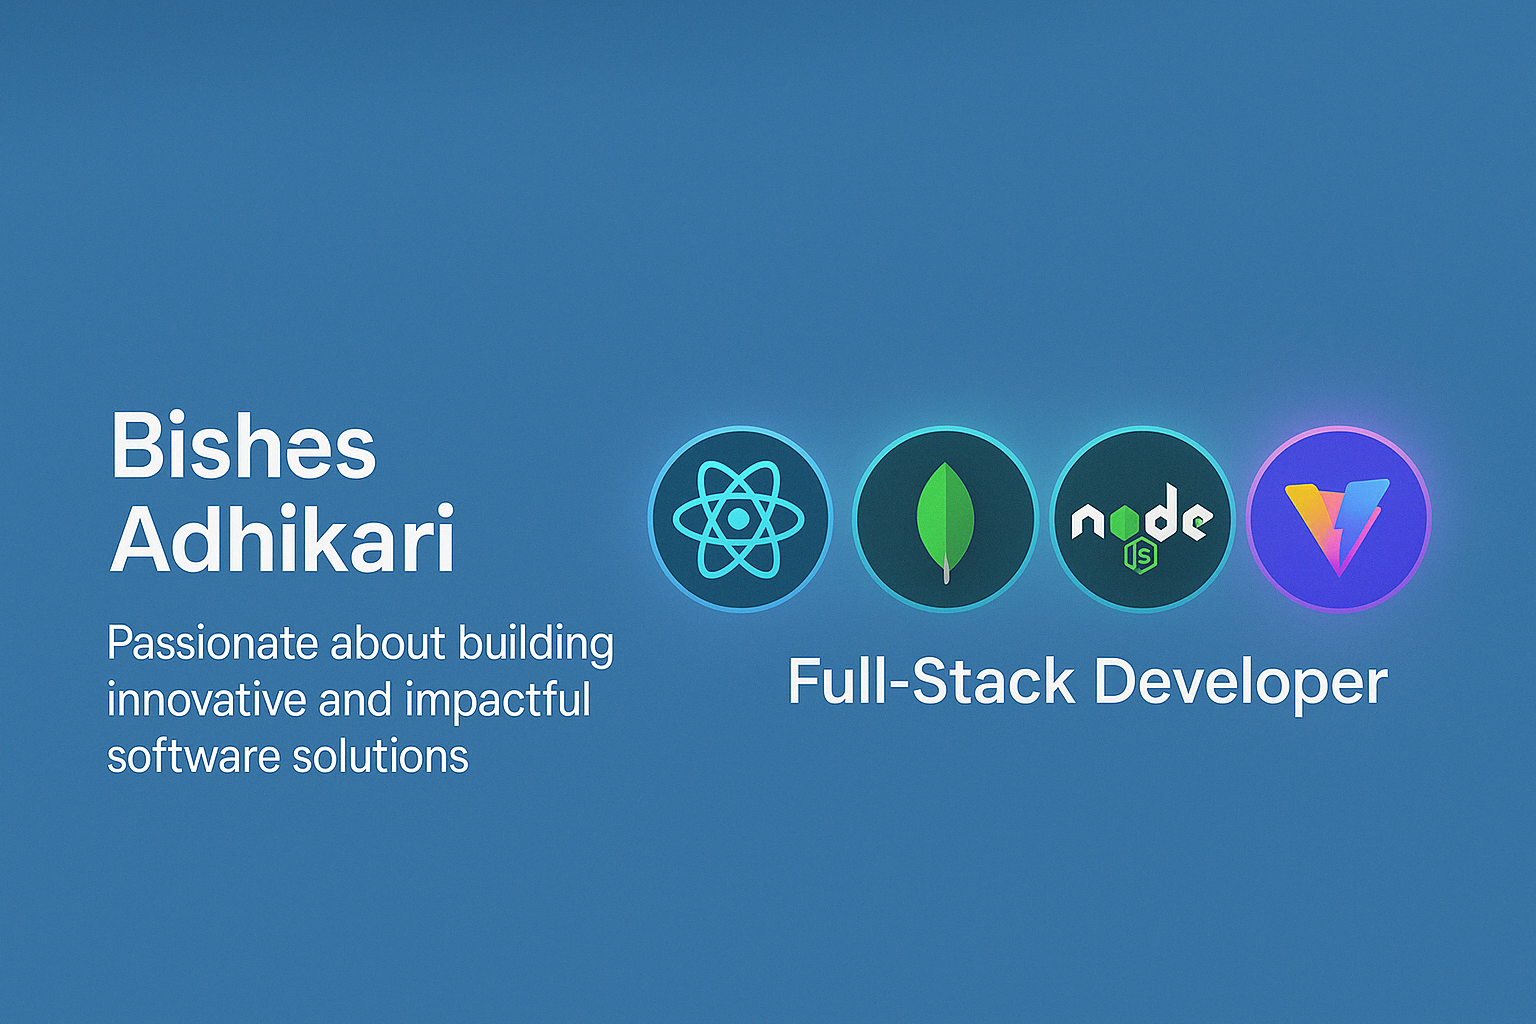 Bishes
Adhikari
Passionate about building
innovative and impactful
software solutions
node
JS
Full-Stack Developer